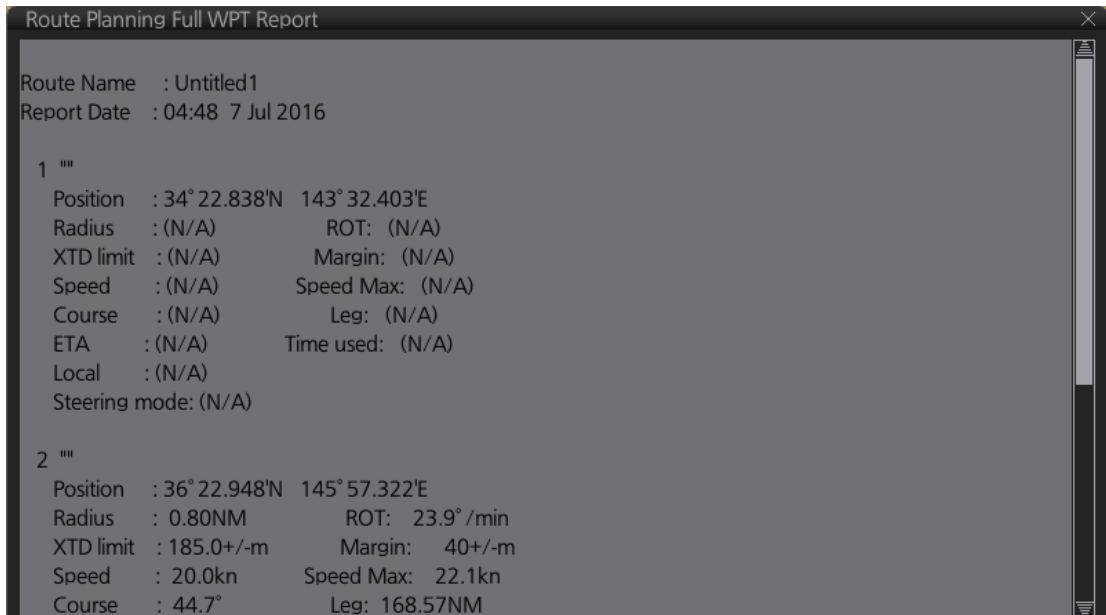 Route Planning Full WPT Report
Route Name : Untitled1
Report Date : 04:48 7 Jul 2016
1 ""
Position : 34°22.838'N 143°32.403'E
Radius : (N/A) ROT: (N/A)
XTD limit : (N/A) Margin: (N/A)
Speed : (N/A) Speed Max: (N/A)
Course : (N/A) Leg: (N/A)
ETA : (N/A) Time used: (N/A)
Local : (N/A)
Steering mode: (N/A)
2 ""
Position : 36°22.948'N 145°57.322'E
Radius : 0.80NM ROT: 23.9°/min
XTD limit : 185.0+/-m Margin: 40+/-m
Speed : 20.0kn Speed Max: 22.1kn
Course : 44.7° Leg: 168.57NM